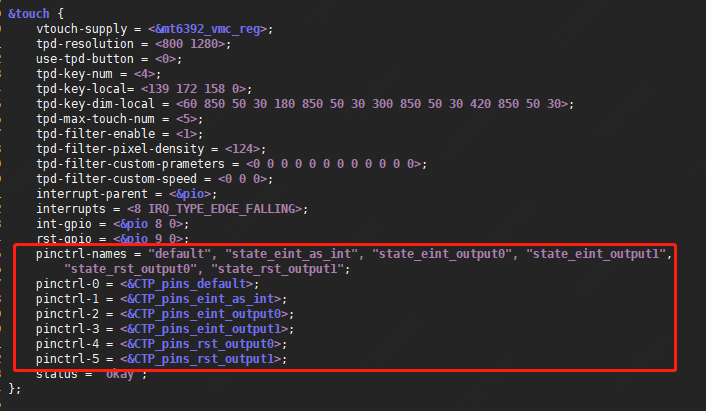 &touch {
vtouch-supply = <&mt6392_vmc_reg>;
tpd-resolution = <800 1280>;
use-tpd-button = <0>;
tpd-key-num = <4>;
tpd-key-local= <139 172 158 0>;
tpd-key-dim-local = <60 850 50 30 180 850 50 30 300 850 50 30 420 850 50 30>;
tpd-max-touch-num = <5>;
tpd-filter-enable = <1>;
tpd-filter-pixel-density = <124>;
tpd-filter-custom-prameters = <0 0 0 0 0 0 0 0 0 0 0 0>;
tpd-filter-custom-speed = <0 0 0>;
interrupt-parent = <&pio>;
interrupts = <8 IRQ_TYPE_EDGE_FALLING>;
int-gpio = <&pio 8 0>;
rst-gpio = <&pio 9 0>;
pinctrl-names = "default", "state_eint_as_int", "state_eint_output0", "state_eint_output1",
"state_rst_output0", "state_rst_output1";
pinctrl-0 = <&CTP_pins_default>;
pinctrl-1 = <&CTP_pins_eint_as_int>;
pinctrl-2 = <&CTP_pins_eint_output0>;
pinctrl-3 = <&CTP_pins_eint_output1>;
pinctrl-4 = <&CTP_pins_rst_output0>;
pinctrl-5 = <&CTP_pins_rst_output1>;
status = "okay";
};